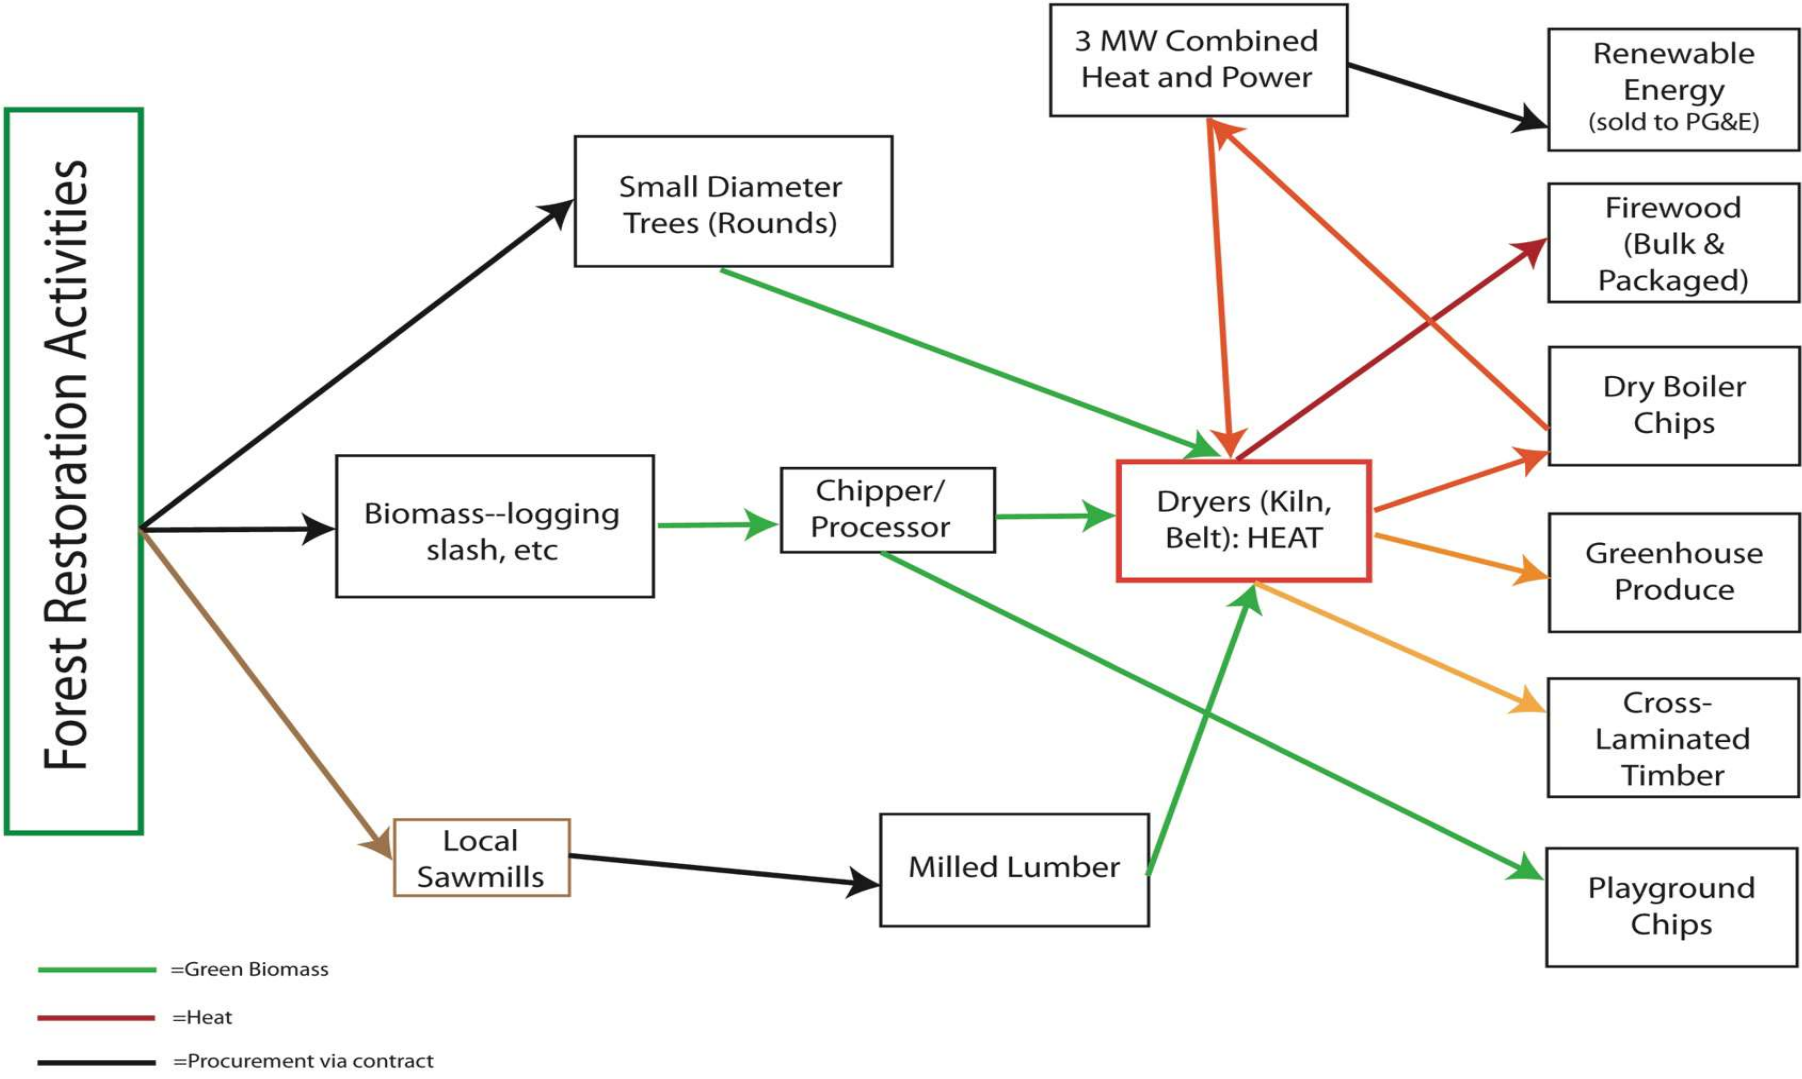 Forest Restoration Activities
3 MW Combined
Heat and Power
Renewable
Energy
(sold to PG&E)
Small Diameter
Trees (Rounds)
Firewood
(Bulk &
Packaged)
Dry Boiler
Chips
Biomass--logging
slash, etc
Chipper/
Processor
Dryers (Kiln,
Belt): HEAT
Greenhouse
Produce
Cross-
Laminated
Timber
Local
Sawmills
Milled Lumber
Playground
Chips
=Green Biomass
=Heat
=Procurement via contract